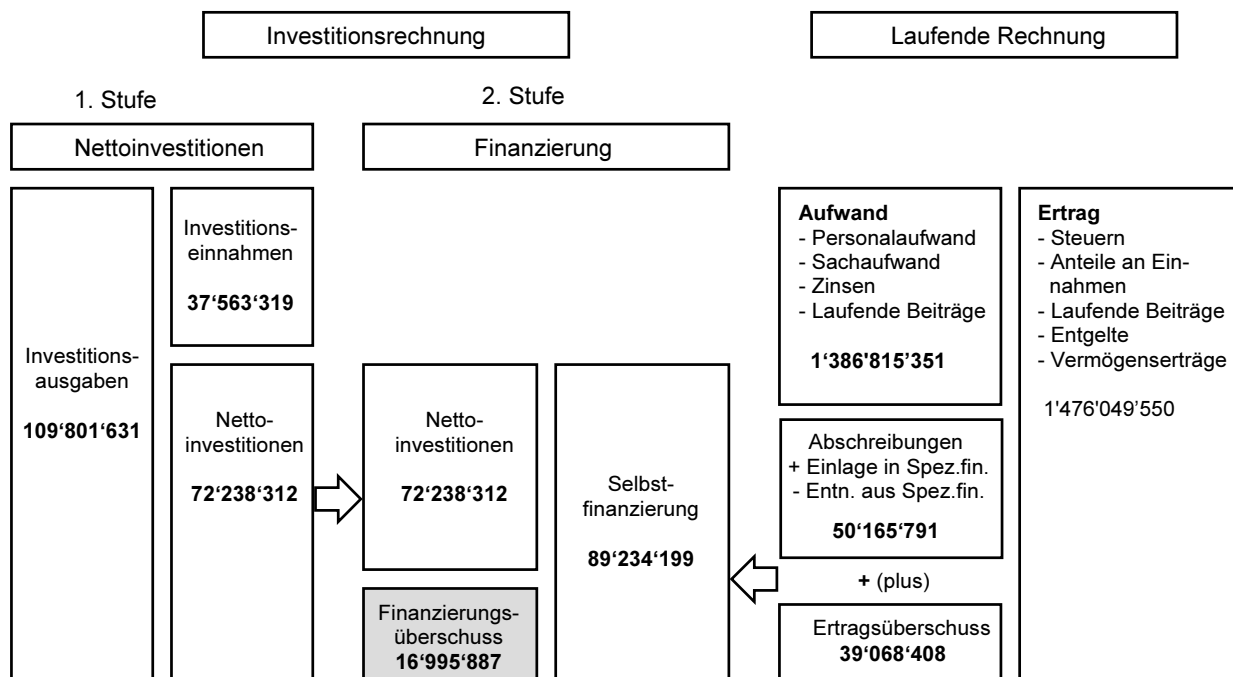 Investitionsrechnung
Laufende Rechnung
1. Stufe
2. Stufe
Nettoinvestitionen
Finanzierung
Investitions-
ausgaben
109‘801‘631
Investitions-
einnahmen
37‘563‘319
Netto-
investitionen
72‘238‘312
Netto-
investitionen
72‘238‘312
Finanzierungs-
überschuss
16‘995‘887
Selbst-
finanzierung
89‘234‘199
Aufwand
- Personalaufwand
- Sachaufwand
- Zinsen
- Laufende Beiträge
1‘386'815’351
Abschreibungen
+ Einlage in Spez.fin.
- Entn. aus Spez.fin.
50‘165‘791
+ (plus)
Ertragsüberschuss
39‘068‘408
Ertrag
- Steuern
- Anteile an Ein-
nahmen
- Laufende Beiträge
- Entgelte
- Vermögenserträge
1'476'049’550